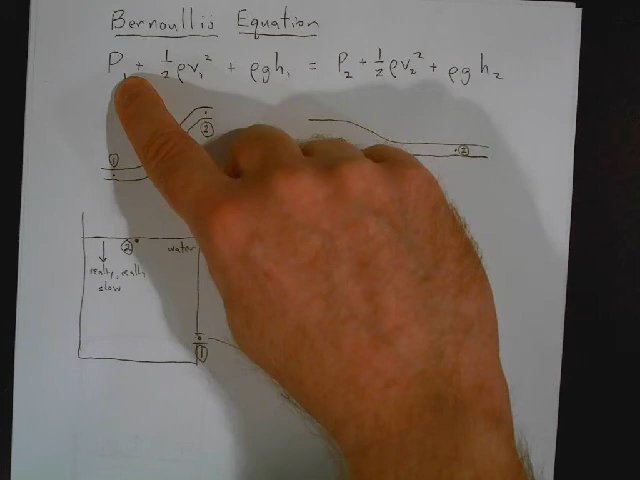 Bernoulli's Equation
P₁ + ½ρv₁² + ρgh₁ = P₂ + ½ρv₂² + ρgh₂
②
①
②
② water
really, really
slow
①